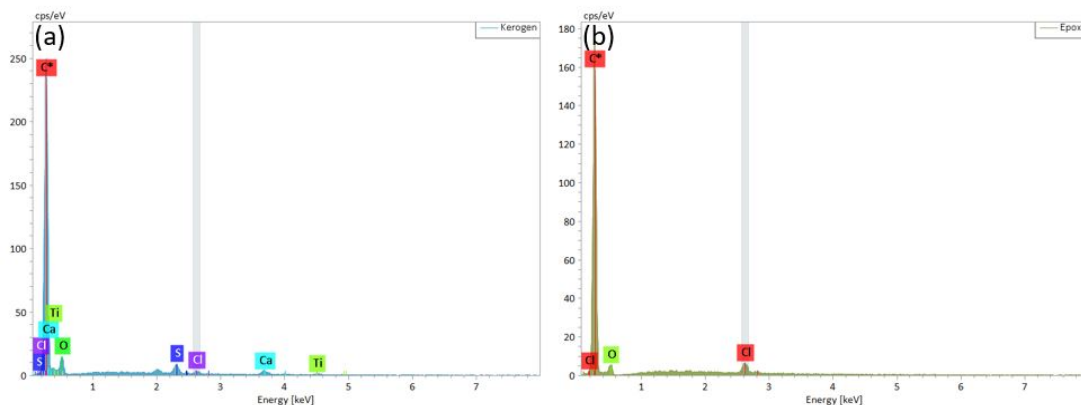 cps/eV
(a)
Kerogen
C*
250
200
150
100
50
0
Ti
Ca
Cl
O
S
S
Cl
Ca
Ti
1 2 3 4 5 6 7
Energy [keV]
cps/eV
(b)
Epox
C*
180
160
140
120
100
80
60
40
20
0
Cl
O
Cl
1 2 3 4 5 6 7
Energy [keV]